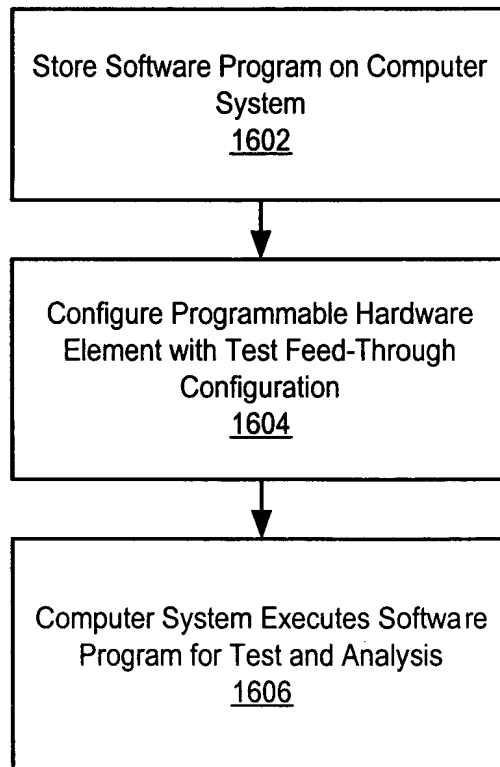 Store Software Program on Computer
System
1602
Configure Programmable Hardware
Element with Test Feed-Through
Configuration
1604
Computer System Executes Software
Program for Test and Analysis
1606